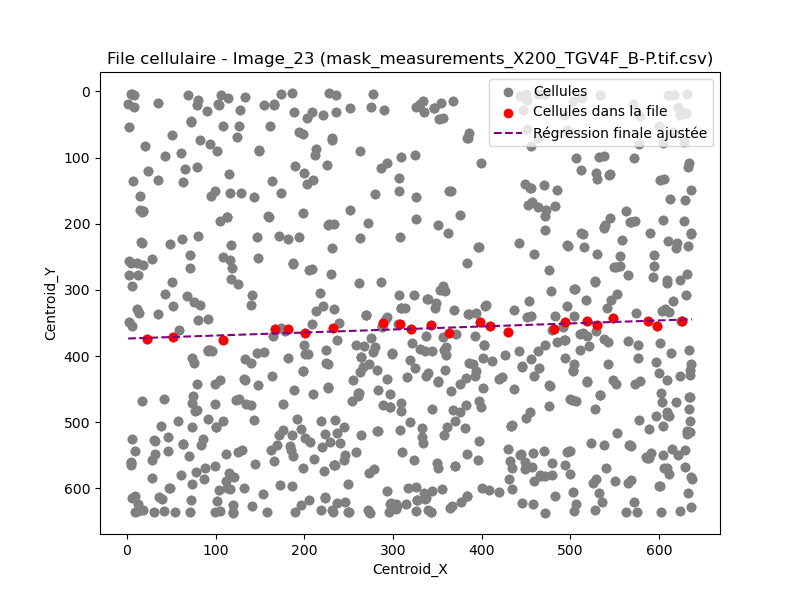 File cellulaire - Image_23 (mask_measurements_X200_TGV4F_B-P.tif.csv)
Cellules
Cellules dans la file
Régression finale ajustée
0
100
200
300
400
500
600
Centroid_Y
0 100 200 300 400 500 600
Centroid_X